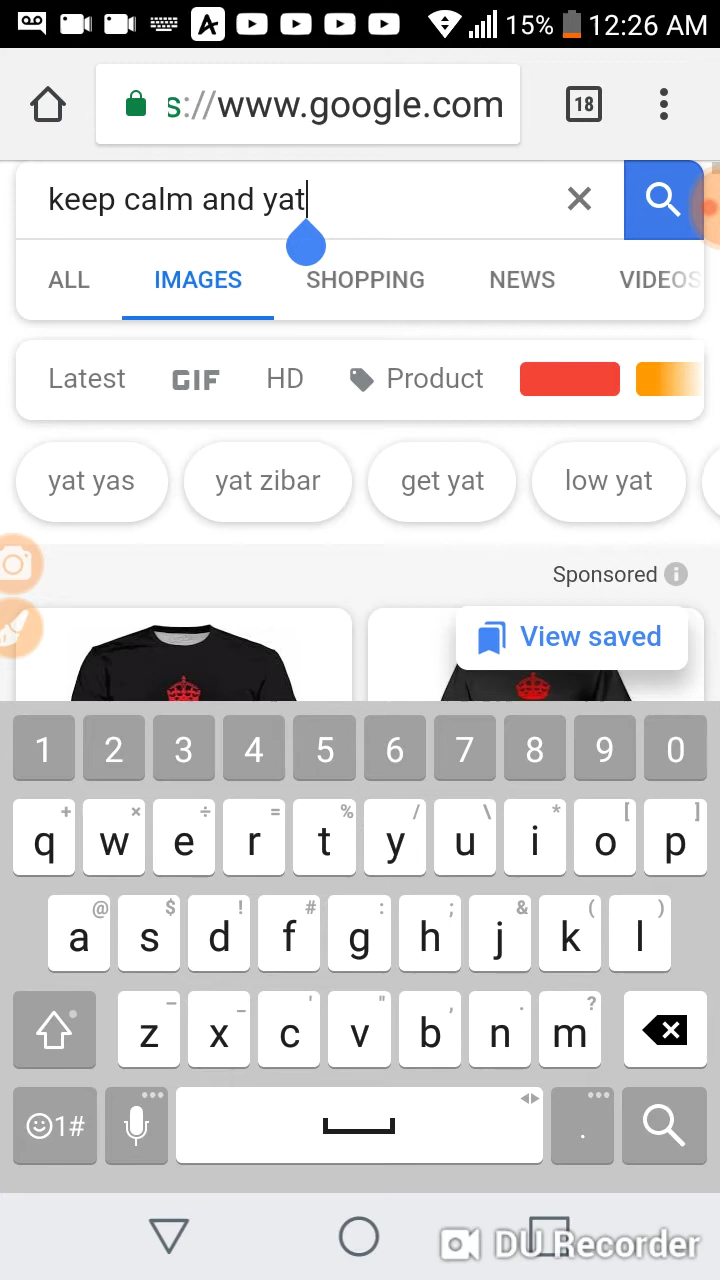 15% 12:26 AM
s://www.google.com 18
keep calm and yat
ALL IMAGES SHOPPING NEWS VIDEOS
Latest GIF HD Product
yat yas yat zibar get yat low yat
Sponsored
View saved
1 2 3 4 5 6 7 8 9 0
+ × ÷ = % / \ * [ ]
q w e r t y u i o p
@ $ ! # : ; & ( )
a s d f g h j k l
– _ ' " , . ?
z x c v b n m
1# .
DU Recorder